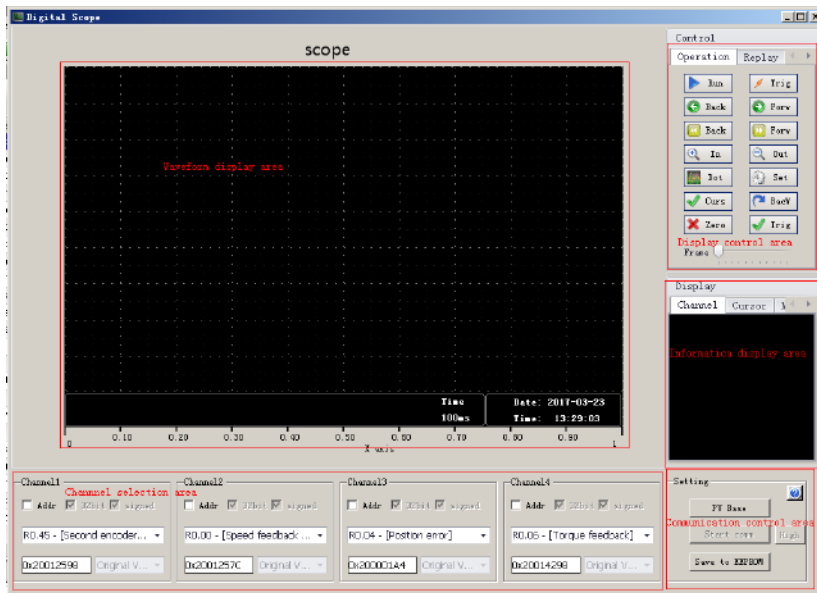 Digital Scope
scope
Waveform display area
Time
100ms
Date: 2017-03-23
Time: 13:29:03
0 0.10 0.20 0.30 0.40 0.50 0.60 0.70 0.80 0.90 1
X axis
Control
Operation Replay
Run Trig
Back Forv
Back Forv
In Out
Dot Set
Curs BacV
Zero Trig
Display control area
Frame
Display
Channel Cursor
Information display area
Channel1 Channel2 Channel3 Channel4
Channel selection area
Addr 32bit signed Addr 32bit signed Addr 32bit signed Addr 32bit signed
R0.45 - [Second encoder... R0.00 - [Speed feedback ... R0.04 - [Position error] R0.06 - [Torque feedback]
0x20012598 Original V... 0x2001257C Original V... 0x200001A4 Original V... 0x20014298 Original V...
Setting
Communication control area
Start comm High
Save to EEPROM